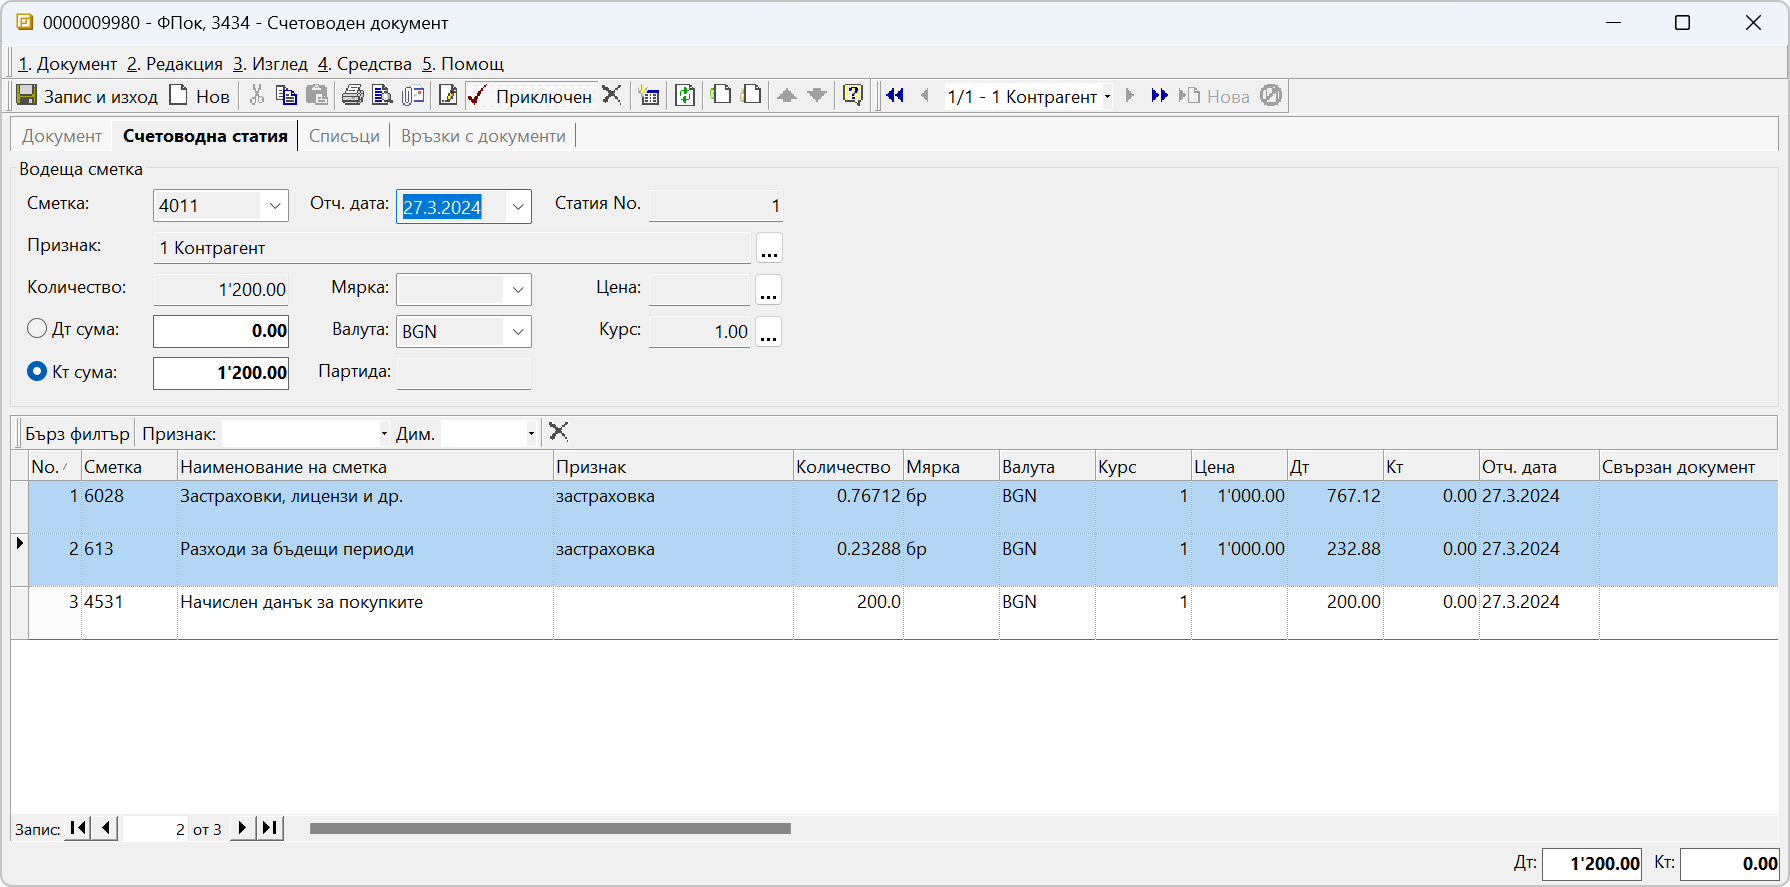 0000009980 - ФПок, 3434 - Счетоводен документ
1. Документ 2. Редакция 3. Изглед 4. Средства 5. Помощ
Запис и изход Нов Приключен 1/1 - 1 Контрагент Нова
Документ Счетоводна статия Списъци Връзки с документи
Водеща сметка
Сметка: 4011 Отч. дата: 27.3.2024 Статия No. 1
Признак: 1 Контрагент ...
Количество: 1'200.00 Мярка: Цена: ...
Дт сума: 0.00 Валута: BGN Курс: 1.00 ...
Кт сума: 1'200.00 Партида:
Бърз филтър Признак: Дим.
No. Сметка Наименование на сметка Признак Количество Мярка Валута Курс Цена Дт Кт Отч. дата Свързан документ
1 6028 Застраховки, лицензи и др. застраховка 0.76712 бр BGN 1 1'000.00 767.12 0.00 27.3.2024
2 613 Разходи за бъдещи периоди застраховка 0.23288 бр BGN 1 1'000.00 232.88 0.00 27.3.2024
3 4531 Начислен данък за покупките 200.0 BGN 1 200.00 0.00 27.3.2024
Запис: 2 от 3
Дт: 1'200.00 Кт: 0.00